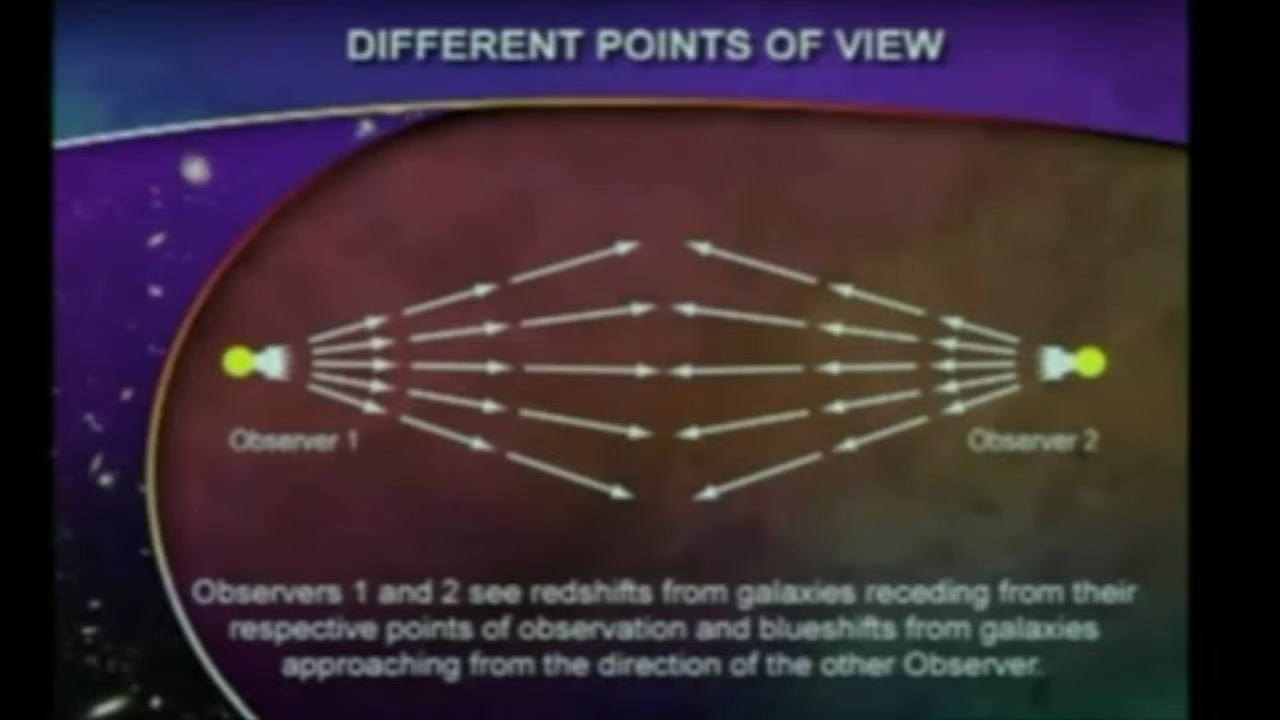 DIFFERENT POINTS OF VIEW
Observer 1
Observer 2
Observers 1 and 2 see redshifts from galaxies receding from their
respective points of observation and blueshifts from galaxies
approaching from the direction of the other Observer.